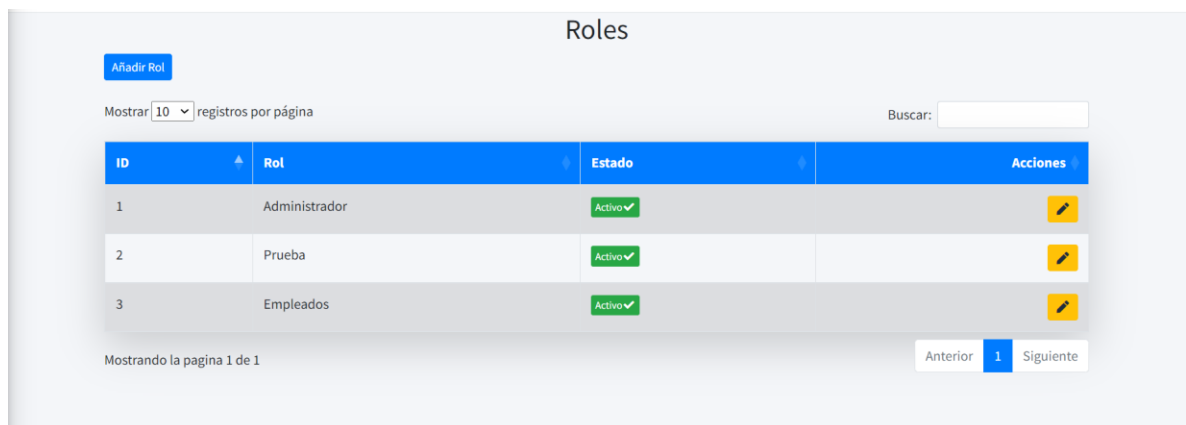 Roles
Añadir Rol
Mostrar 10 registros por página
Buscar:
ID Rol Estado Acciones
1 Administrador Activo
2 Prueba Activo
3 Empleados Activo
Mostrando la pagina 1 de 1
Anterior 1 Siguiente